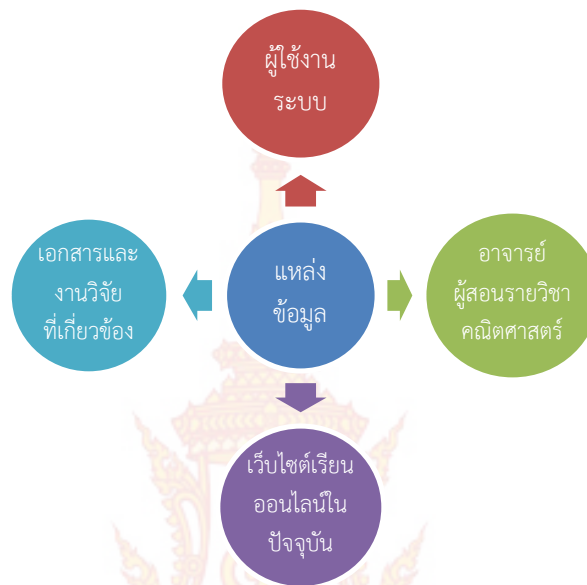 ผู้ใช้งาน
ระบบ
เอกสารและ
งานวิจัย
ที่เกี่ยวข้อง
แหล่ง
ข้อมูล
อาจารย์
ผู้สอนรายวิชา
คณิตศาสตร์
เว็บไซต์เรียน
ออนไลน์ใน
ปัจจุบัน